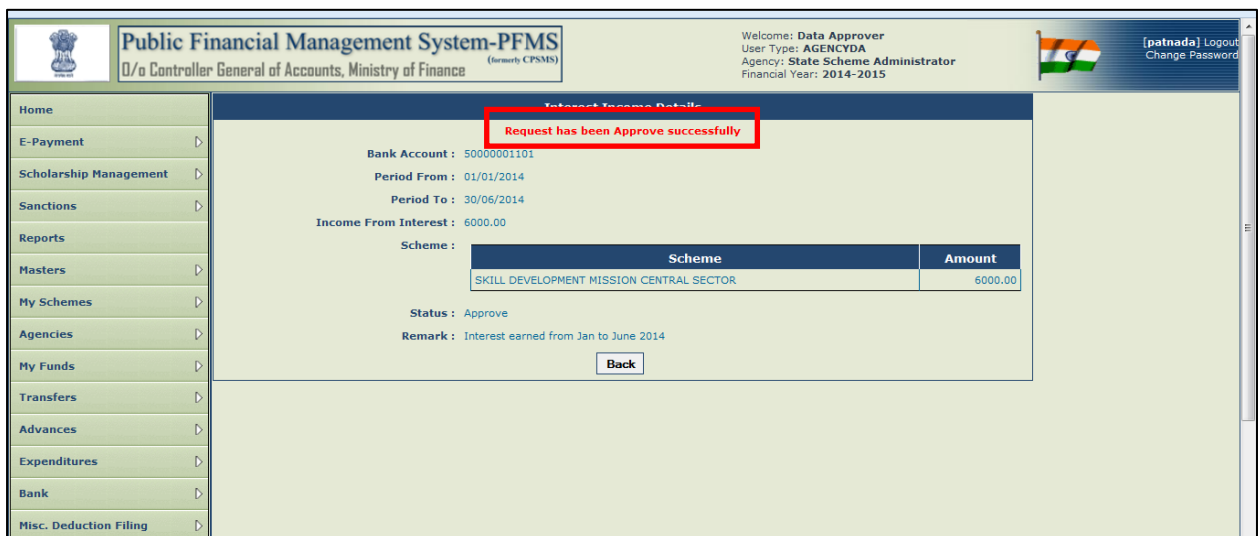 Public Financial Management System-PFMS
(formerly CPSMS)
O/o Controller General of Accounts, Ministry of Finance
Welcome: Data Approver
User Type: AGENCYDA
Agency: State Scheme Administrator
Financial Year: 2014-2015
[patnada] Logout
Change Password
Home
E-Payment
Scholarship Management
Sanctions
Reports
Masters
My Schemes
Agencies
My Funds
Transfers
Advances
Expenditures
Bank
Misc. Deduction Filing
Interest Income Details
Request has been Approve successfully
Bank Account : 50000001101
Period From : 01/01/2014
Period To : 30/06/2014
Income From Interest : 6000.00
Scheme :
Scheme Amount
SKILL DEVELOPMENT MISSION CENTRAL SECTOR 6000.00
Status : Approve
Remark : Interest earned from Jan to June 2014
Back